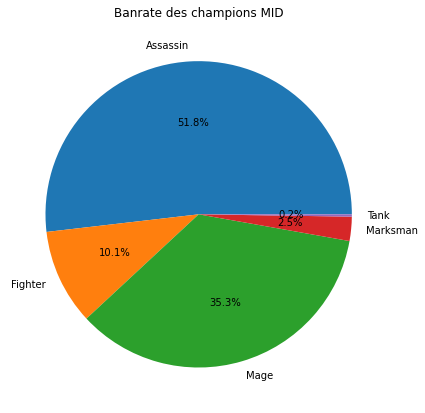 Banrate des champions MID
Assassin
51.8%
0.2%
Tank
2.5%
Marksman
10.1%
Fighter
35.3%
Mage